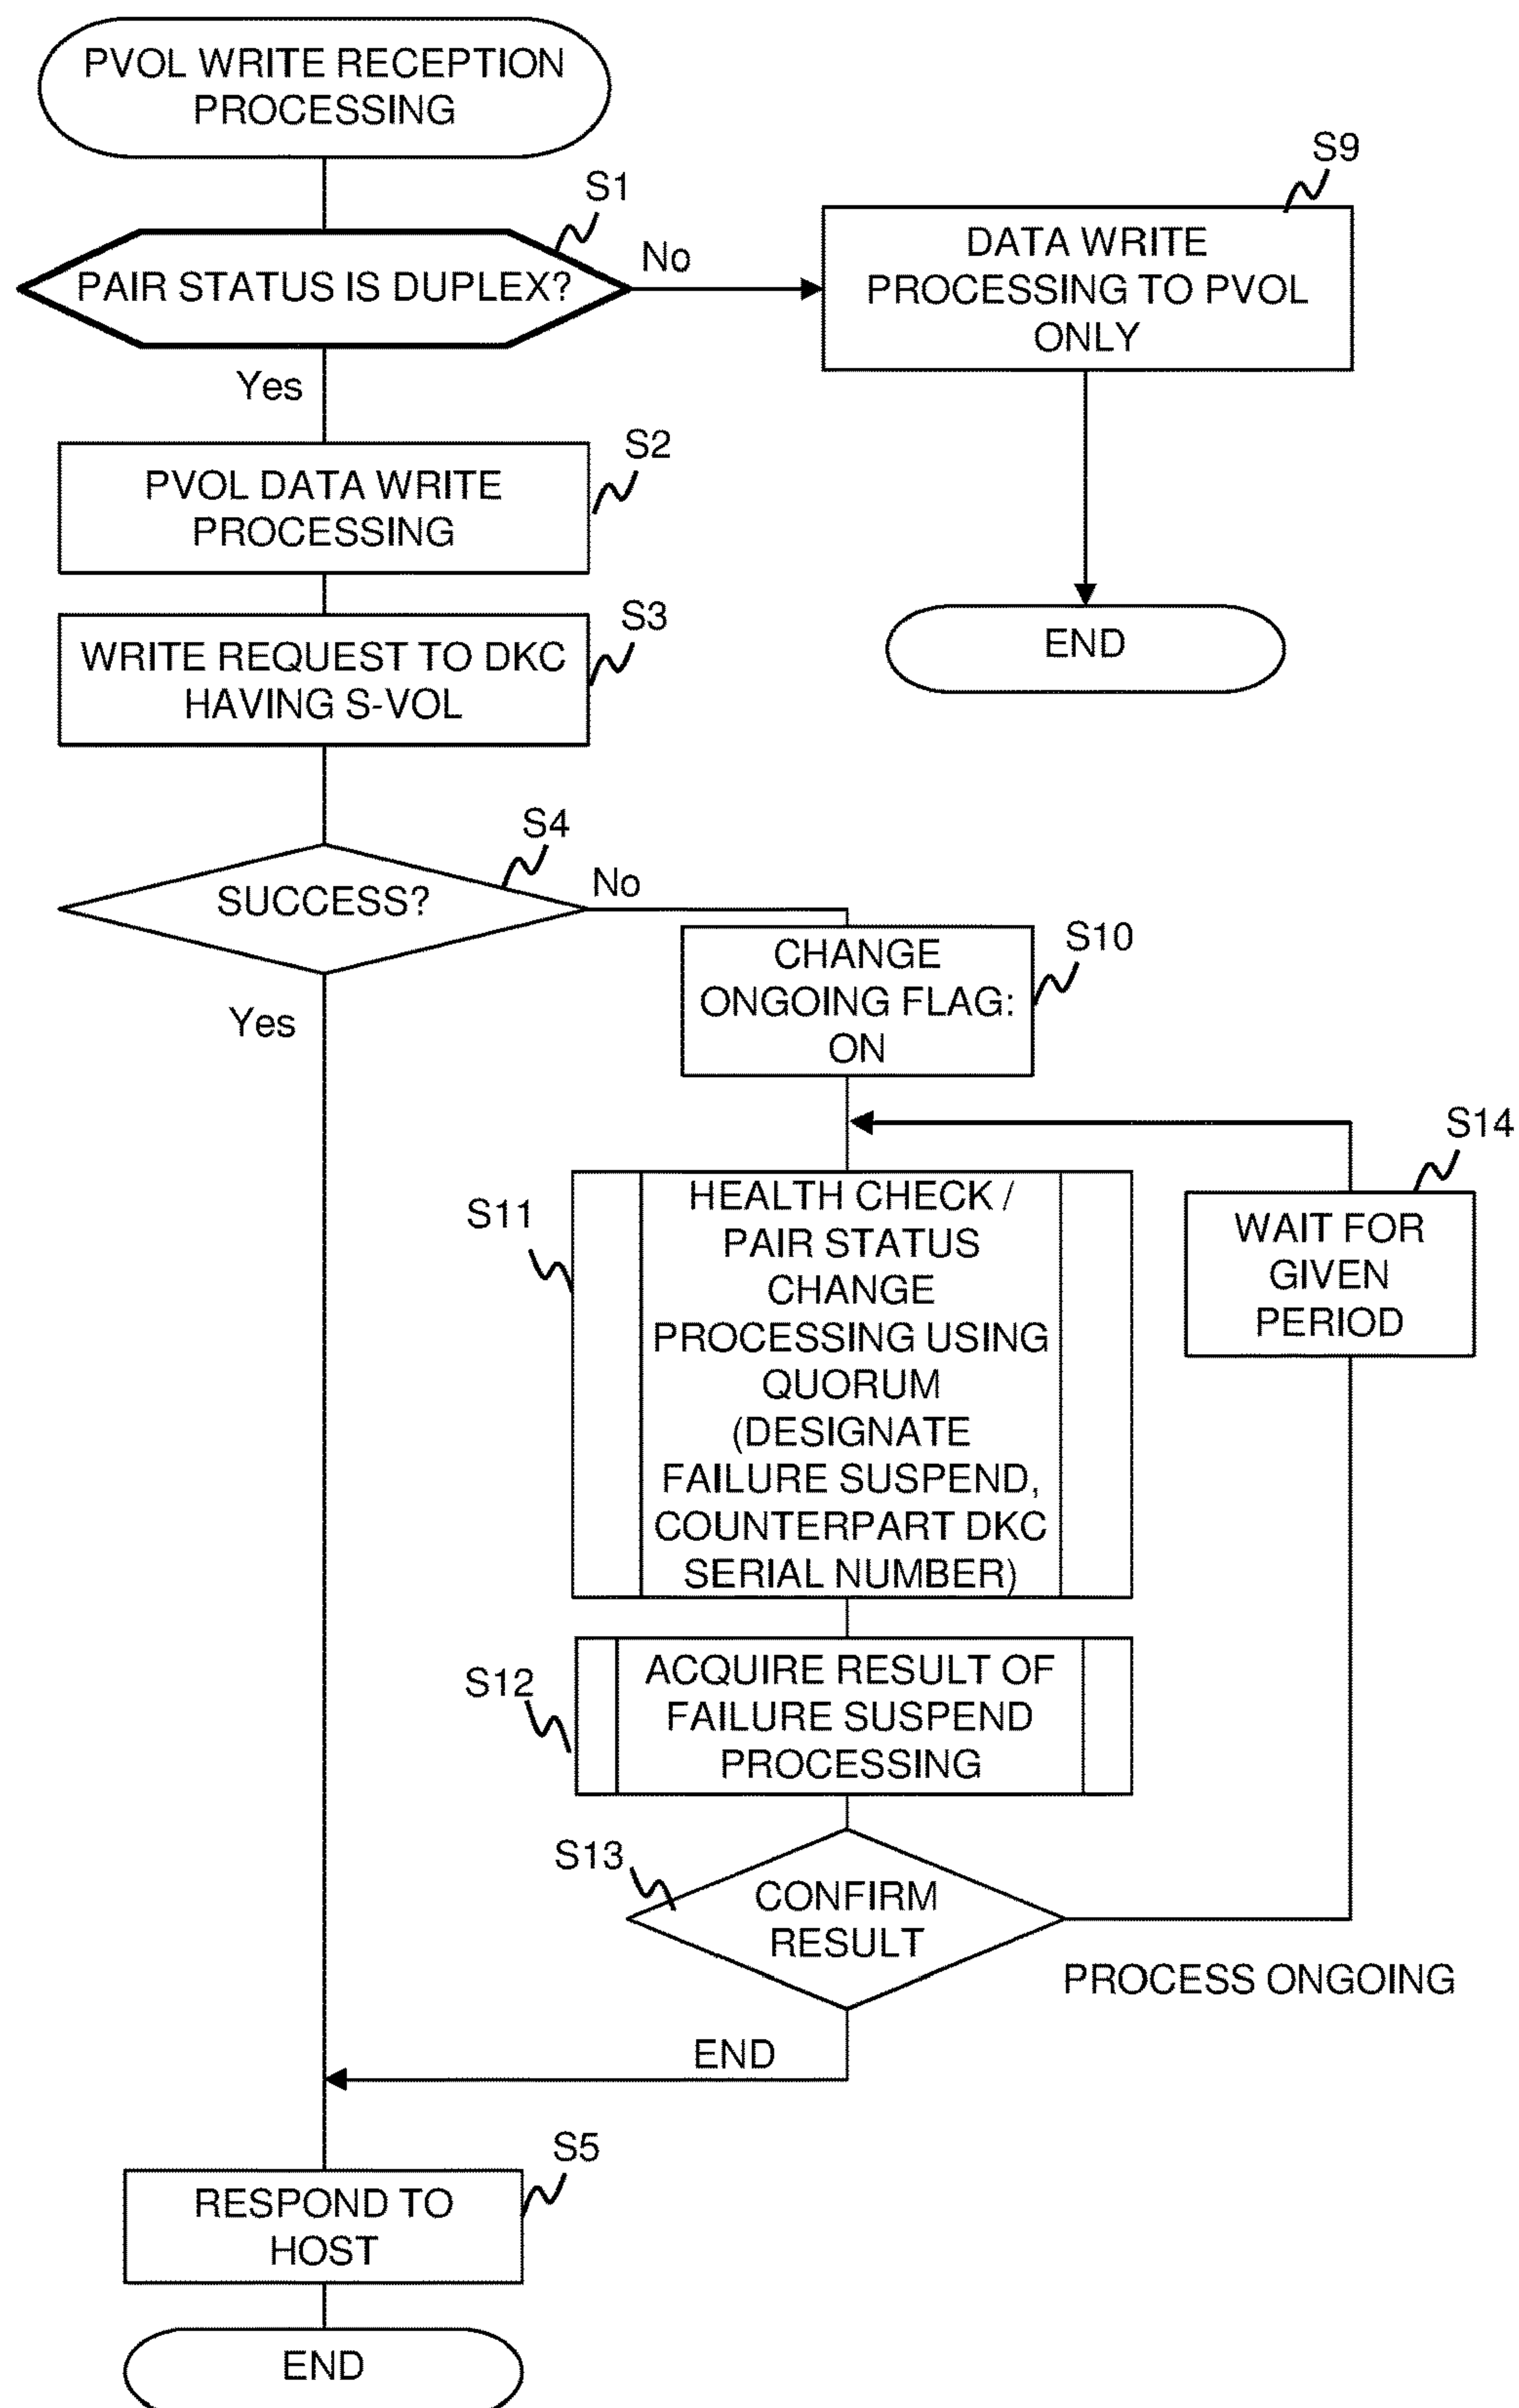 PVOL WRITE RECEPTION
PROCESSING
S1
PAIR STATUS IS DUPLEX?
No
Yes
S9
DATA WRITE
PROCESSING TO PVOL
ONLY
END
S2
PVOL DATA WRITE
PROCESSING
S3
WRITE REQUEST TO DKC
HAVING S-VOL
S4
SUCCESS?
No
Yes
S10
CHANGE
ONGOING FLAG:
ON
S14
WAIT FOR
GIVEN
PERIOD
S11
HEALTH CHECK /
PAIR STATUS
CHANGE
PROCESSING USING
QUORUM
(DESIGNATE
FAILURE SUSPEND,
COUNTERPART DKC
SERIAL NUMBER)
S12
ACQUIRE RESULT OF
FAILURE SUSPEND
PROCESSING
S13
CONFIRM
RESULT
PROCESS ONGOING
END
S5
RESPOND TO
HOST
END